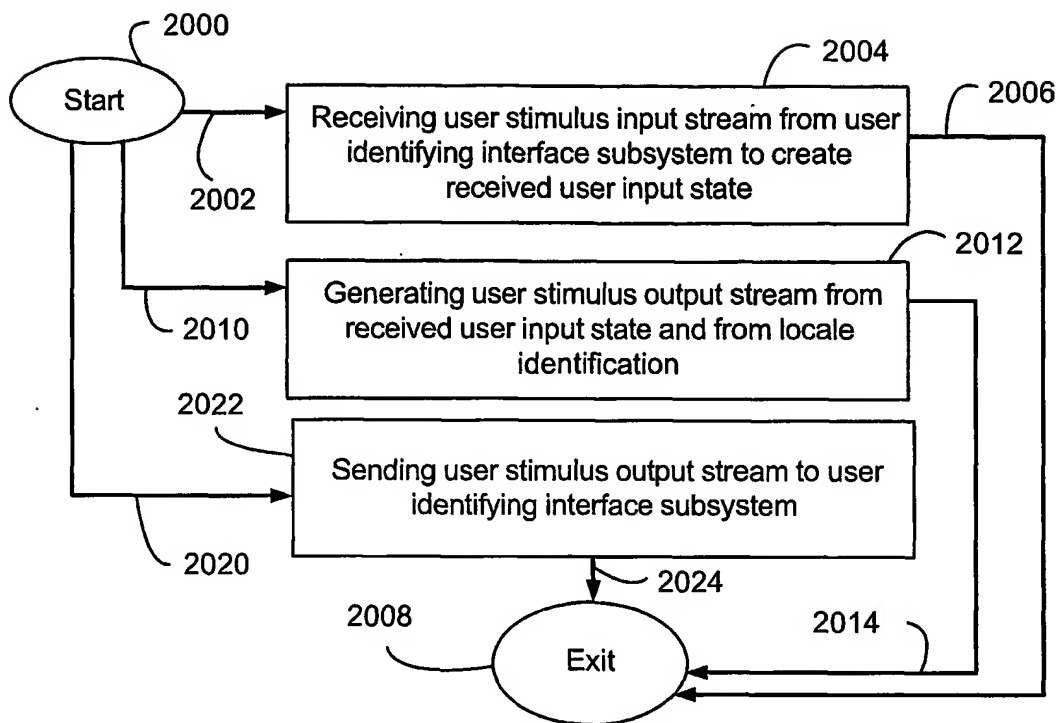 2000
Start
2002
2004
2006
Receiving user stimulus input stream from user
identifying interface subsystem to create
received user input state
2012
2010
Generating user stimulus output stream from
received user input state and from locale
identification
2022
Sending user stimulus output stream to user
identifying interface subsystem
2020
2024
2008
Exit
2014